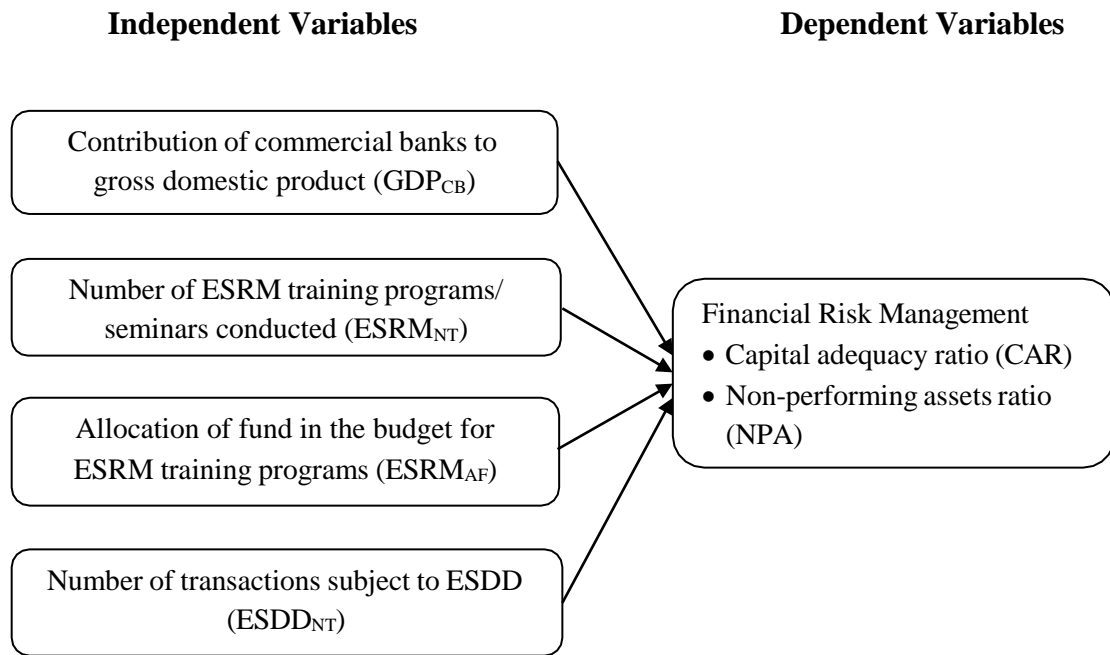 Independent Variables
Dependent Variables
Contribution of commercial banks to
gross domestic product (GDPCB)
Number of ESRM training programs/
seminars conducted (ESRMNT)
Allocation of fund in the budget for
ESRM training programs (ESRMAF)
Number of transactions subject to ESDD
(ESDDNT)
Financial Risk Management
• Capital adequacy ratio (CAR)
• Non-performing assets ratio
(NPA)